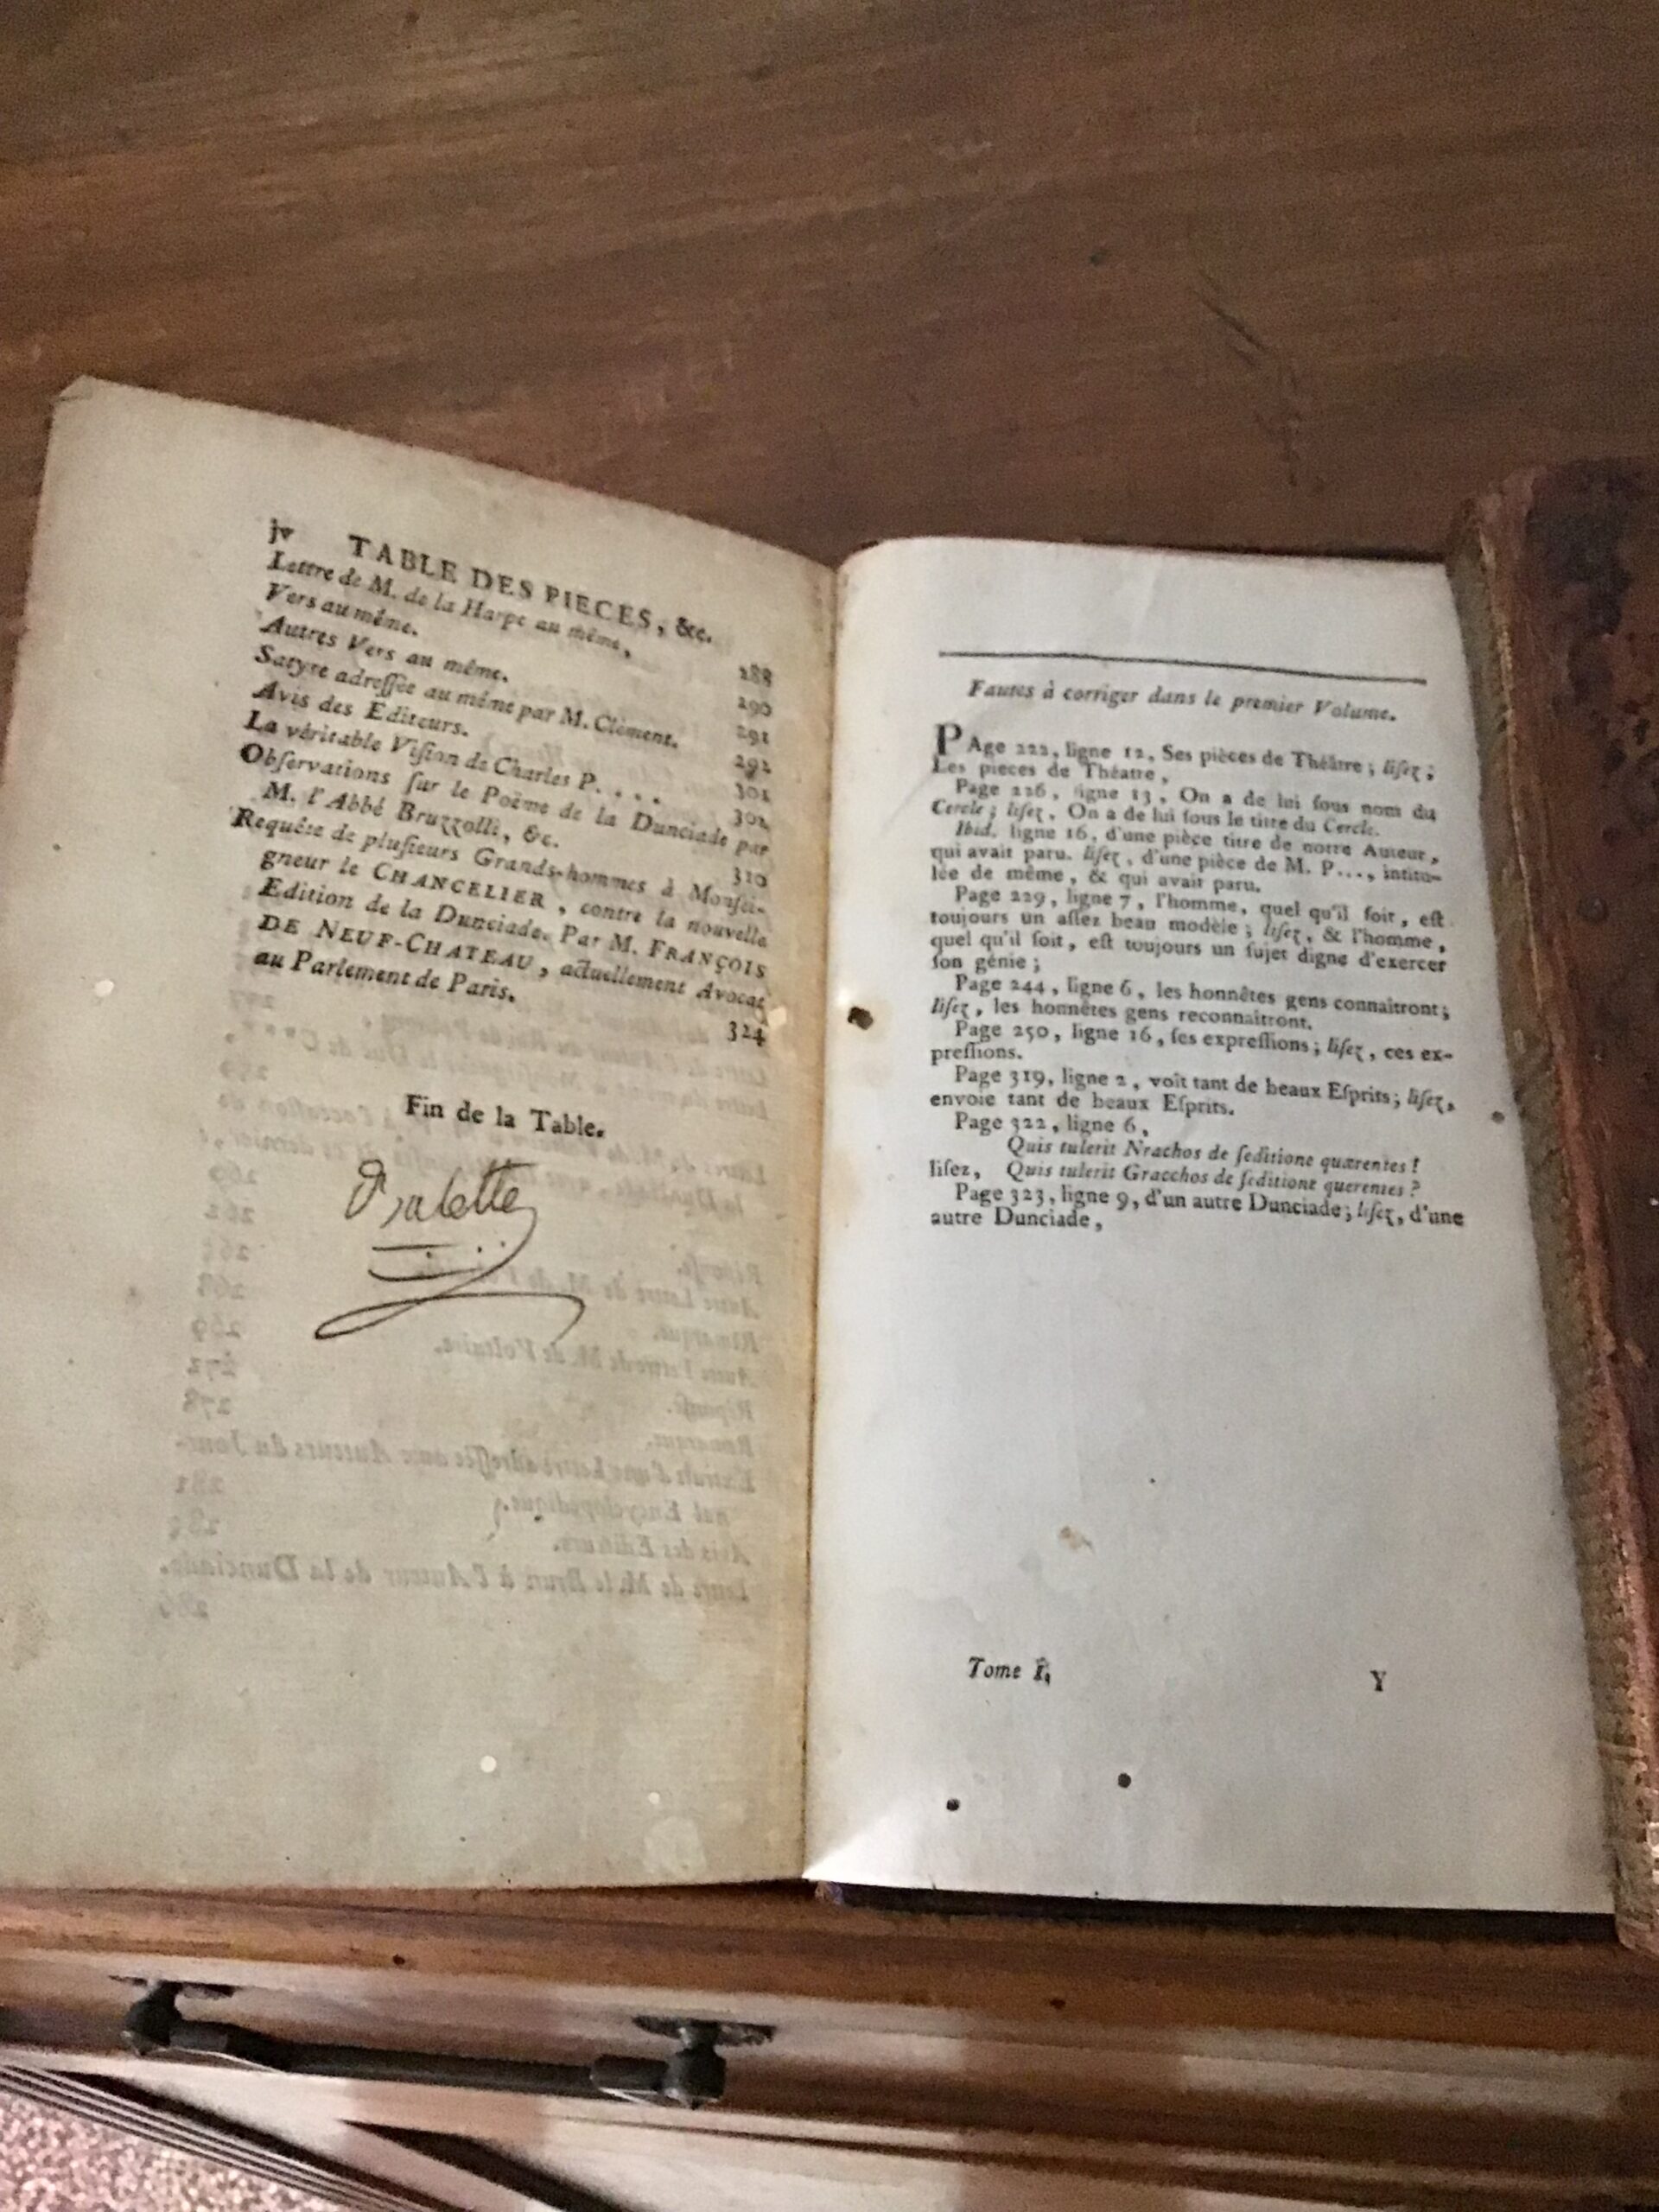 jv TABLE DES PIECES, &c.
Lettre de M. de la Harpe au même, 288
Vers au même. 290
Autres Vers au même. 291
Satyre adreſſée au même par M. Clément. 292
Avis des Editeurs. 301
La véritable Viſion de Charles P. . . . 302
Obſervations ſur le Poëme de la Dunciade par
M. l'Abbé Bruzzolli, &c. 310
Requête de pluſieurs Grands-hommes à Monſei-
gneur le CHANCELIER, contre la nouvelle
Edition de la Dunciade. Par M. FRANÇOIS
DE NEUF-CHATEAU, actuellement Avocat
au Parlement de Paris. 324
Fin de la Table.
Fautes à corriger dans le premier Volume.
PAge 222, ligne 12, Ses pièces de Théâtre ; liſez ;
Les pieces de Théatre,
Page 226, ligne 13, On a de lui ſous nom du
Cercle ; liſez, On a de lui ſous le titre du Cercle.
Ibid. ligne 16, d'une pièce titre de notre Auteur,
qui avait paru. liſez, d'une pièce de M. P..., intitu-
lée de même, & qui avait paru.
Page 229, ligne 7, l'homme, quel qu'il ſoit, eſt
toujours un aſſez beau modèle ; liſez, & l'homme,
quel qu'il ſoit, eſt toujours un ſujet digne d'exercer
ſon génie ;
Page 244, ligne 6, les honnêtes gens connaîtront ;
liſez, les honnêtes gens reconnaîtront.
Page 250, ligne 16, ſes expreſſions ; liſez, ces ex-
preſſions.
Page 319, ligne 2, voit tant de beaux Eſprits ; liſez,
envoie tant de beaux Eſprits.
Page 322, ligne 6,
Quis tulerit Nrachos de ſeditione quærentes !
liſez, Quis tulerit Gracchos de ſeditione querentes ?
Page 323, ligne 9, d'un autre Dunciade ; liſez, d'une
autre Dunciade,
Tome I. Y